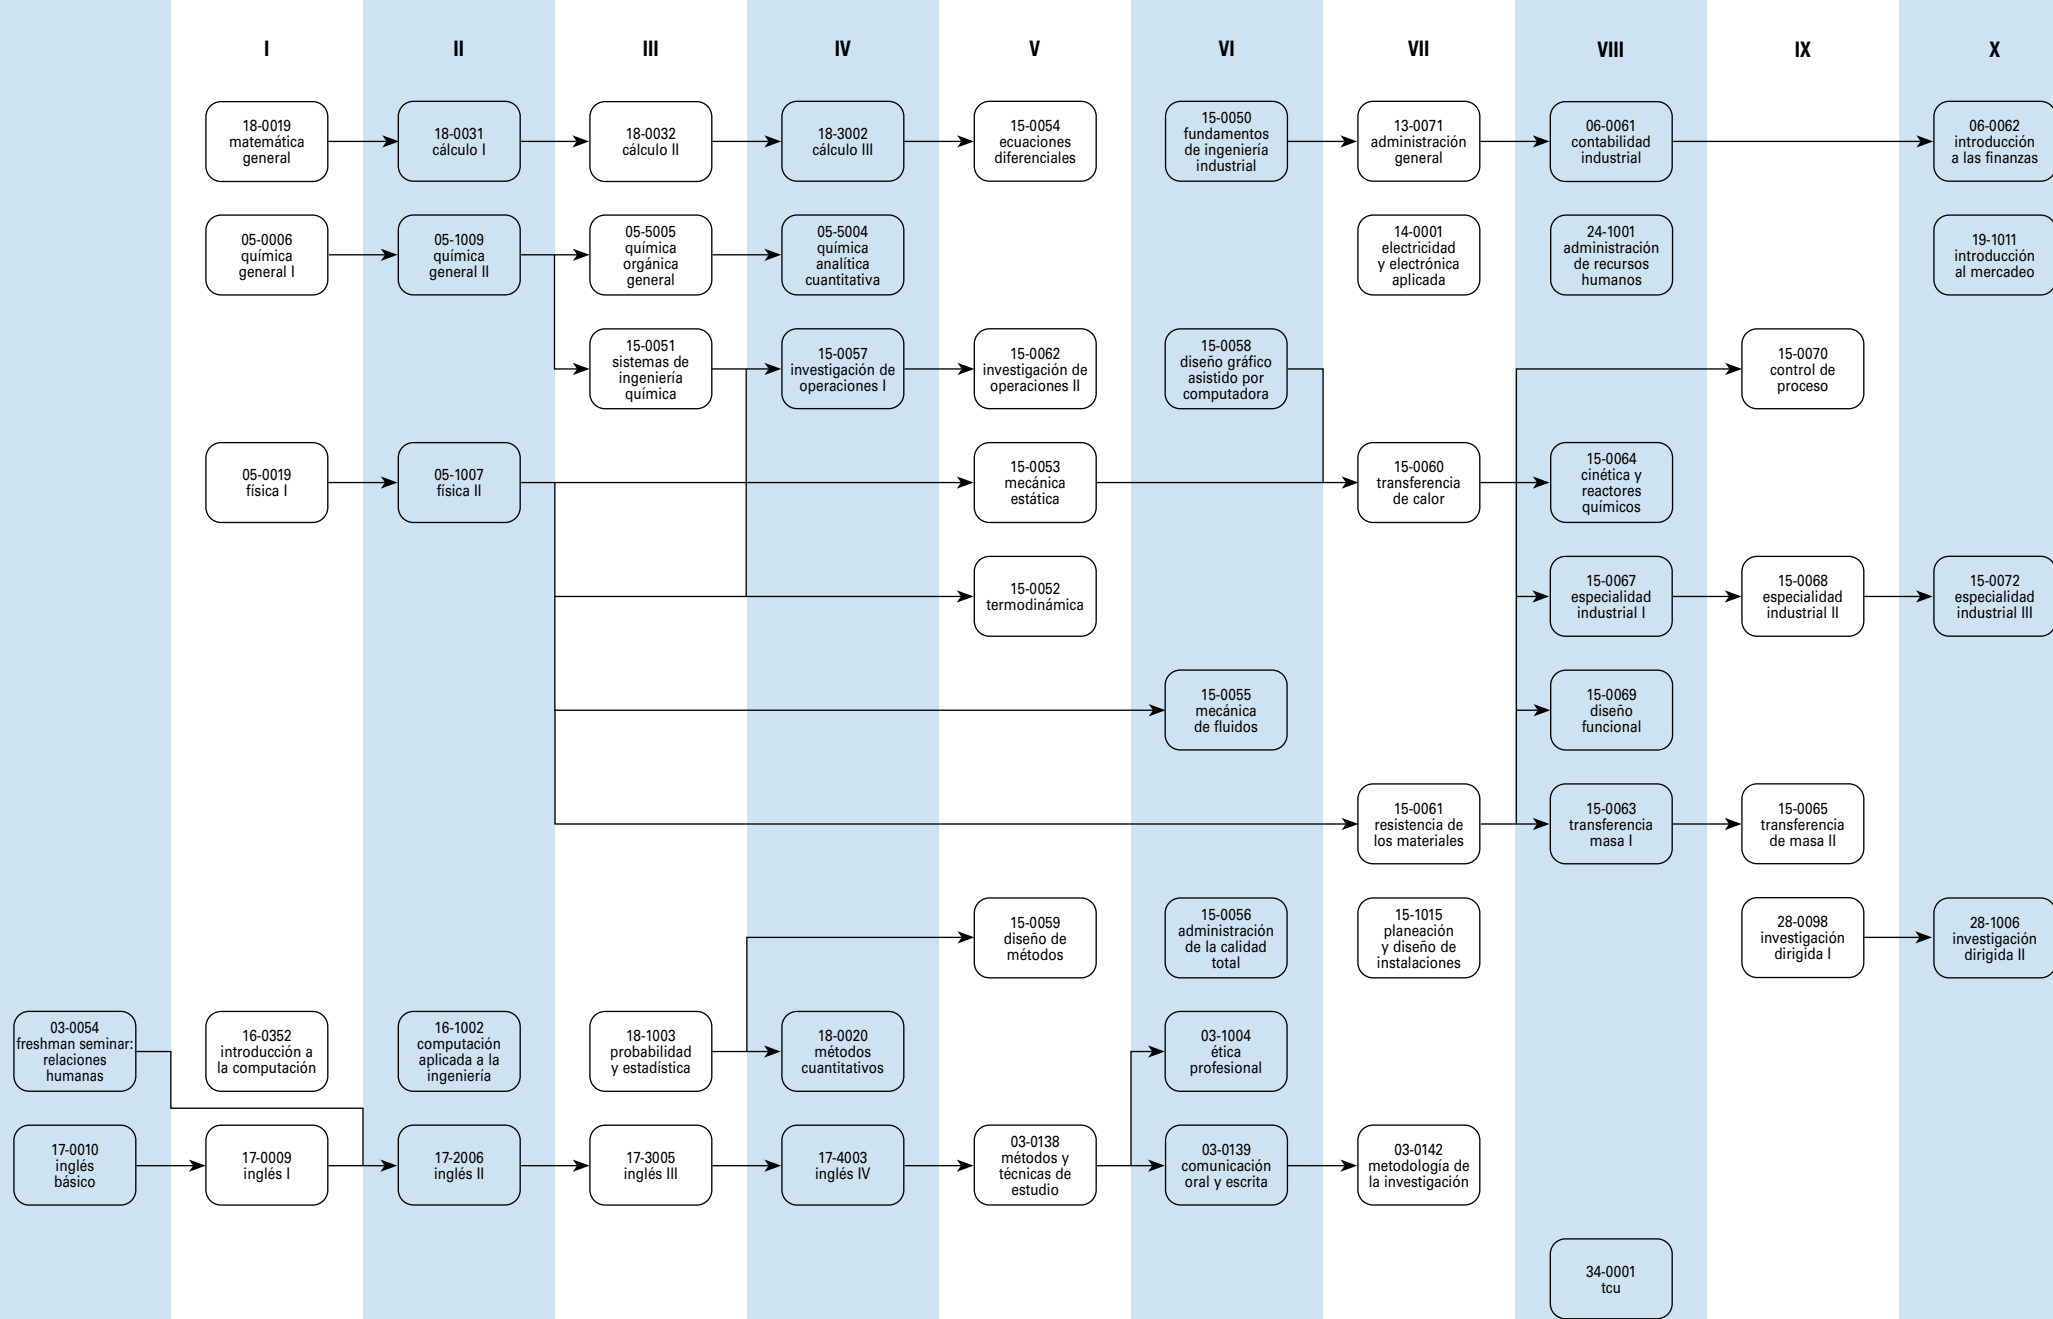 I
II
III
IV
V
VI
VII
VIII
IX
X
18-0019
matemática
general
18-0031
cálculo I
18-0032
cálculo II
18-3002
cálculo III
15-0054
ecuaciones
diferenciales
15-0050
fundamentos
de ingeniería
industrial
13-0071
administración
general
06-0061
contabilidad
industrial
06-0062
introducción
a las finanzas
05-0006
química
general I
05-1009
química
general II
05-5005
química
orgánica
general
05-5004
química
analítica
cuantitativa
14-0001
electricidad
y electrónica
aplicada
24-1001
administración
de recursos
humanos
19-1011
introducción
al mercadeo
15-0051
sistemas de
ingeniería
química
15-0057
investigación de
operaciones I
15-0062
investigación de
operaciones II
15-0058
diseño gráfico
asistido por
computadora
15-0070
control de
proceso
05-0019
física I
05-1007
física II
15-0053
mecánica
estática
15-0060
transferencia
de calor
15-0064
cinética y
reactores
químicos
15-0052
termodinámica
15-0067
especialidad
industrial I
15-0068
especialidad
industrial II
15-0072
especialidad
industrial III
15-0055
mecánica
de fluidos
15-0069
diseño
funcional
15-0061
resistencia de
los materiales
15-0063
transferencia
masa I
15-0065
transferencia
de masa II
15-0059
diseño de
métodos
15-0056
administración
de la calidad
total
15-1015
planeación
y diseño de
instalaciones
28-0098
investigación
dirigida I
28-1006
investigación
dirigida II
03-0054
freshman seminar:
relaciones
humanas
16-0352
introducción a
la computación
16-1002
computación
aplicada a la
ingeniería
18-1003
probabilidad
y estadística
18-0020
métodos
cuantitativos
03-1004
ética
profesional
17-0010
inglés
básico
17-0009
inglés I
17-2006
inglés II
17-3005
inglés III
17-4003
inglés IV
03-0138
métodos y
técnicas de
estudio
03-0139
comunicación
oral y escrita
03-0142
metodología de
la investigación
34-0001
tcu